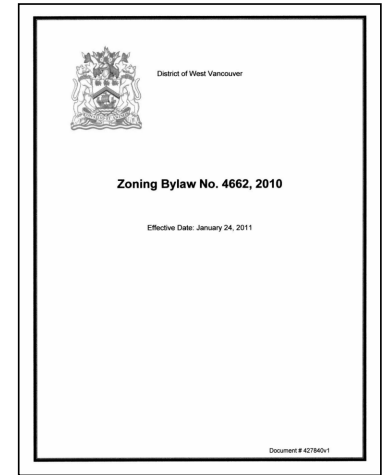 District of West Vancouver
Zoning Bylaw No. 4662, 2010
Effective Date: January 24, 2011
Document # 427840v1